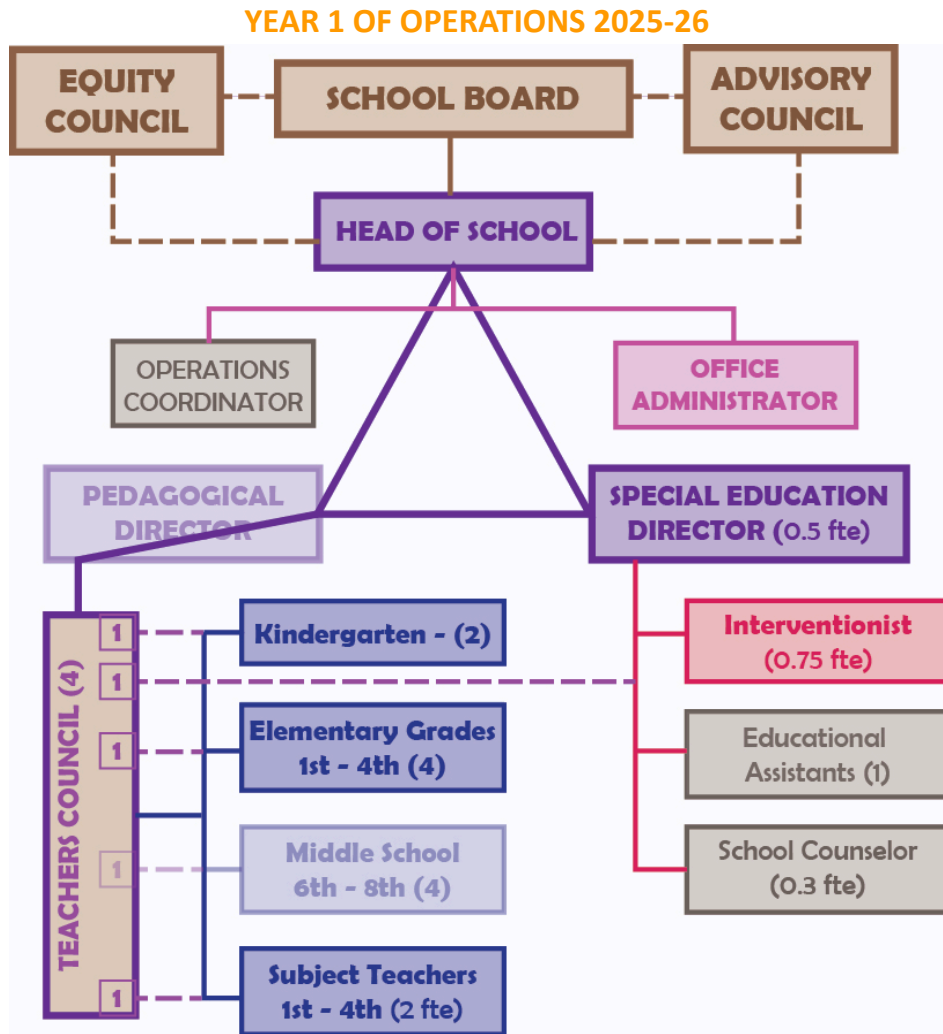 YEAR 1 OF OPERATIONS 2025-26
EQUITY
COUNCIL
SCHOOL BOARD
ADVISORY
COUNCIL
HEAD OF SCHOOL
OPERATIONS
COORDINATOR
OFFICE
ADMINISTRATOR
PEDAGOGICAL
DIRECTOR
SPECIAL EDUCATION
DIRECTOR (0.5 fte)
TEACHERS COUNCIL (4)
1
1
1
1
1
Kindergarten - (2)
Elementary Grades
1st - 4th (4)
Middle School
6th - 8th (4)
Subject Teachers
1st - 4th (2 fte)
Interventionist
(0.75 fte)
Educational
Assistants (1)
School Counselor
(0.3 fte)